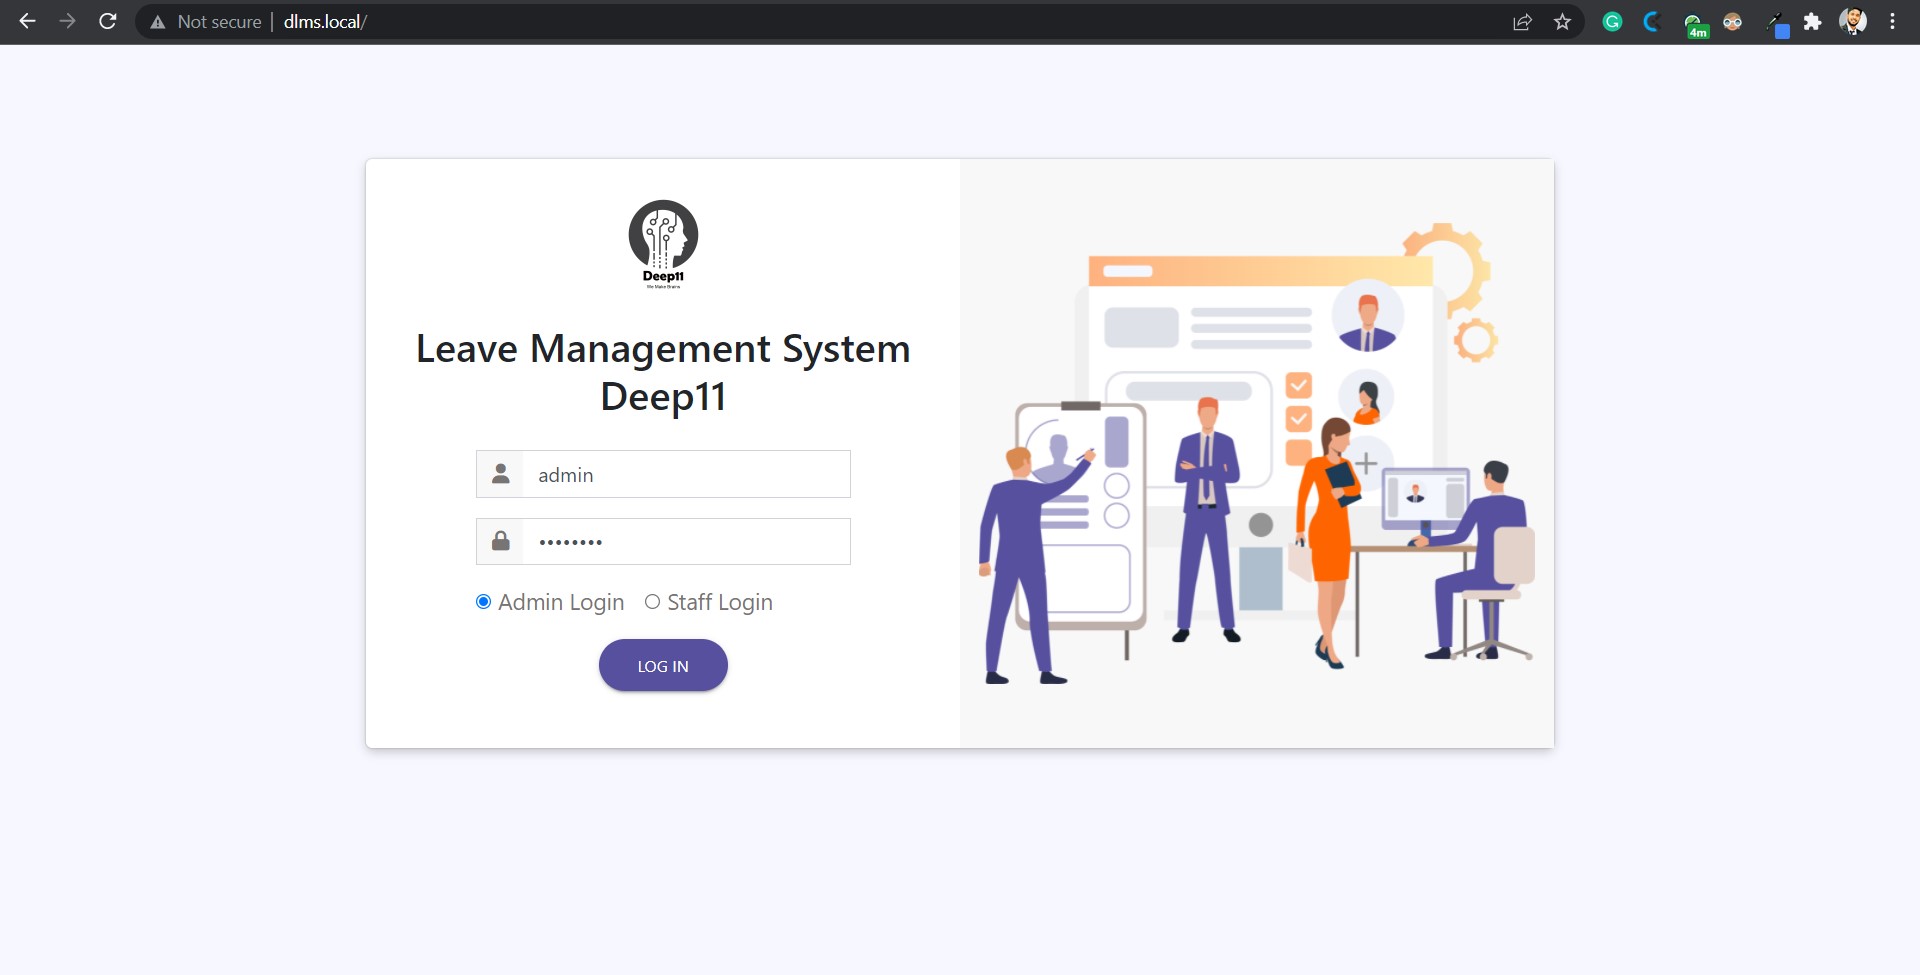 Not secure
dlms.local/
4m
Deep11
We Make Brains
Leave Management System
Deep11
admin
••••••••
Admin Login
Staff Login
LOG IN